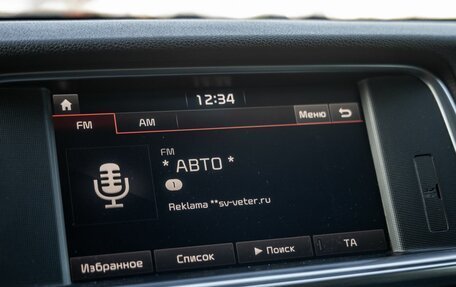 12:34
FM AM Меню
FM
* АВТО *
1
Reklama **sv-veter.ru
Избранное Список ► Поиск TA